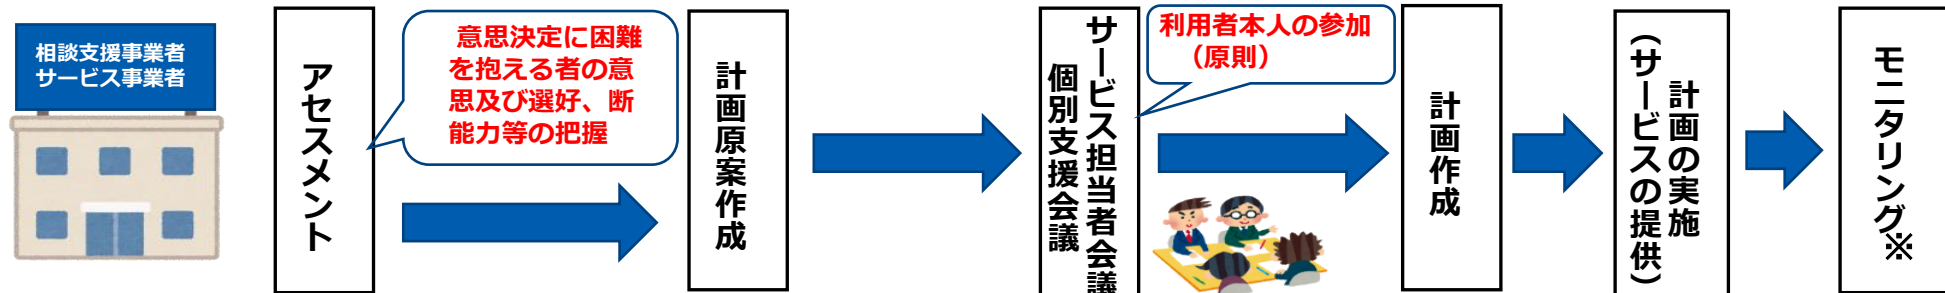 相談支援事業者
サービス事業者
アセスメント
意思決定に困難
を抱える者の意
思及び選好、断
能力等の把握
計画原案作成
サービス担当者会議
個別支援会議
利用者本人の参加
（原則）
計画作成
計画の実施
（サービスの提供）
モニタリング※